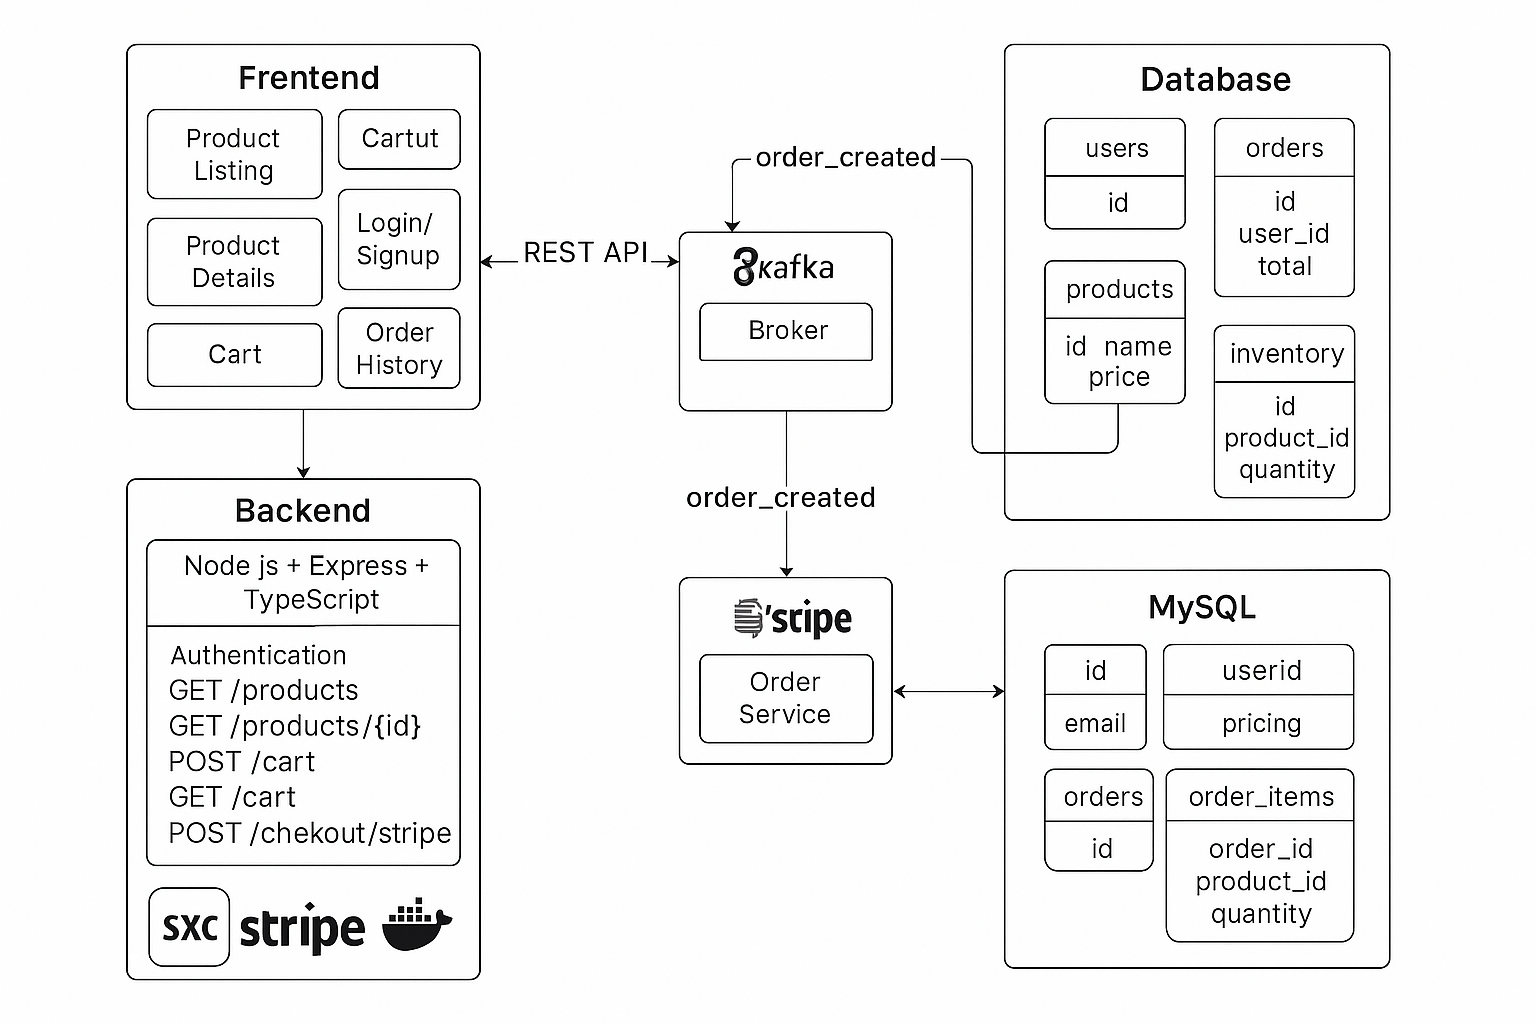 Frentend
Product
Listing
Cartut
Product
Details
Login/
Signup
Cart
Order
History
REST API
order_created
kafka
Broker
order_created
'stripe
Order
Service
Backend
Node js + Express +
TypeScript
Authentication
GET /products
GET /products/{id}
POST /cart
GET /cart
POST /chekout/stripe
sxc
stripe
Database
users
id
orders
id
user_id
total
products
id name
price
inventory
id
product_id
quantity
MySQL
id
email
userid
pricing
orders
id
order_items
order_id
product_id
quantity